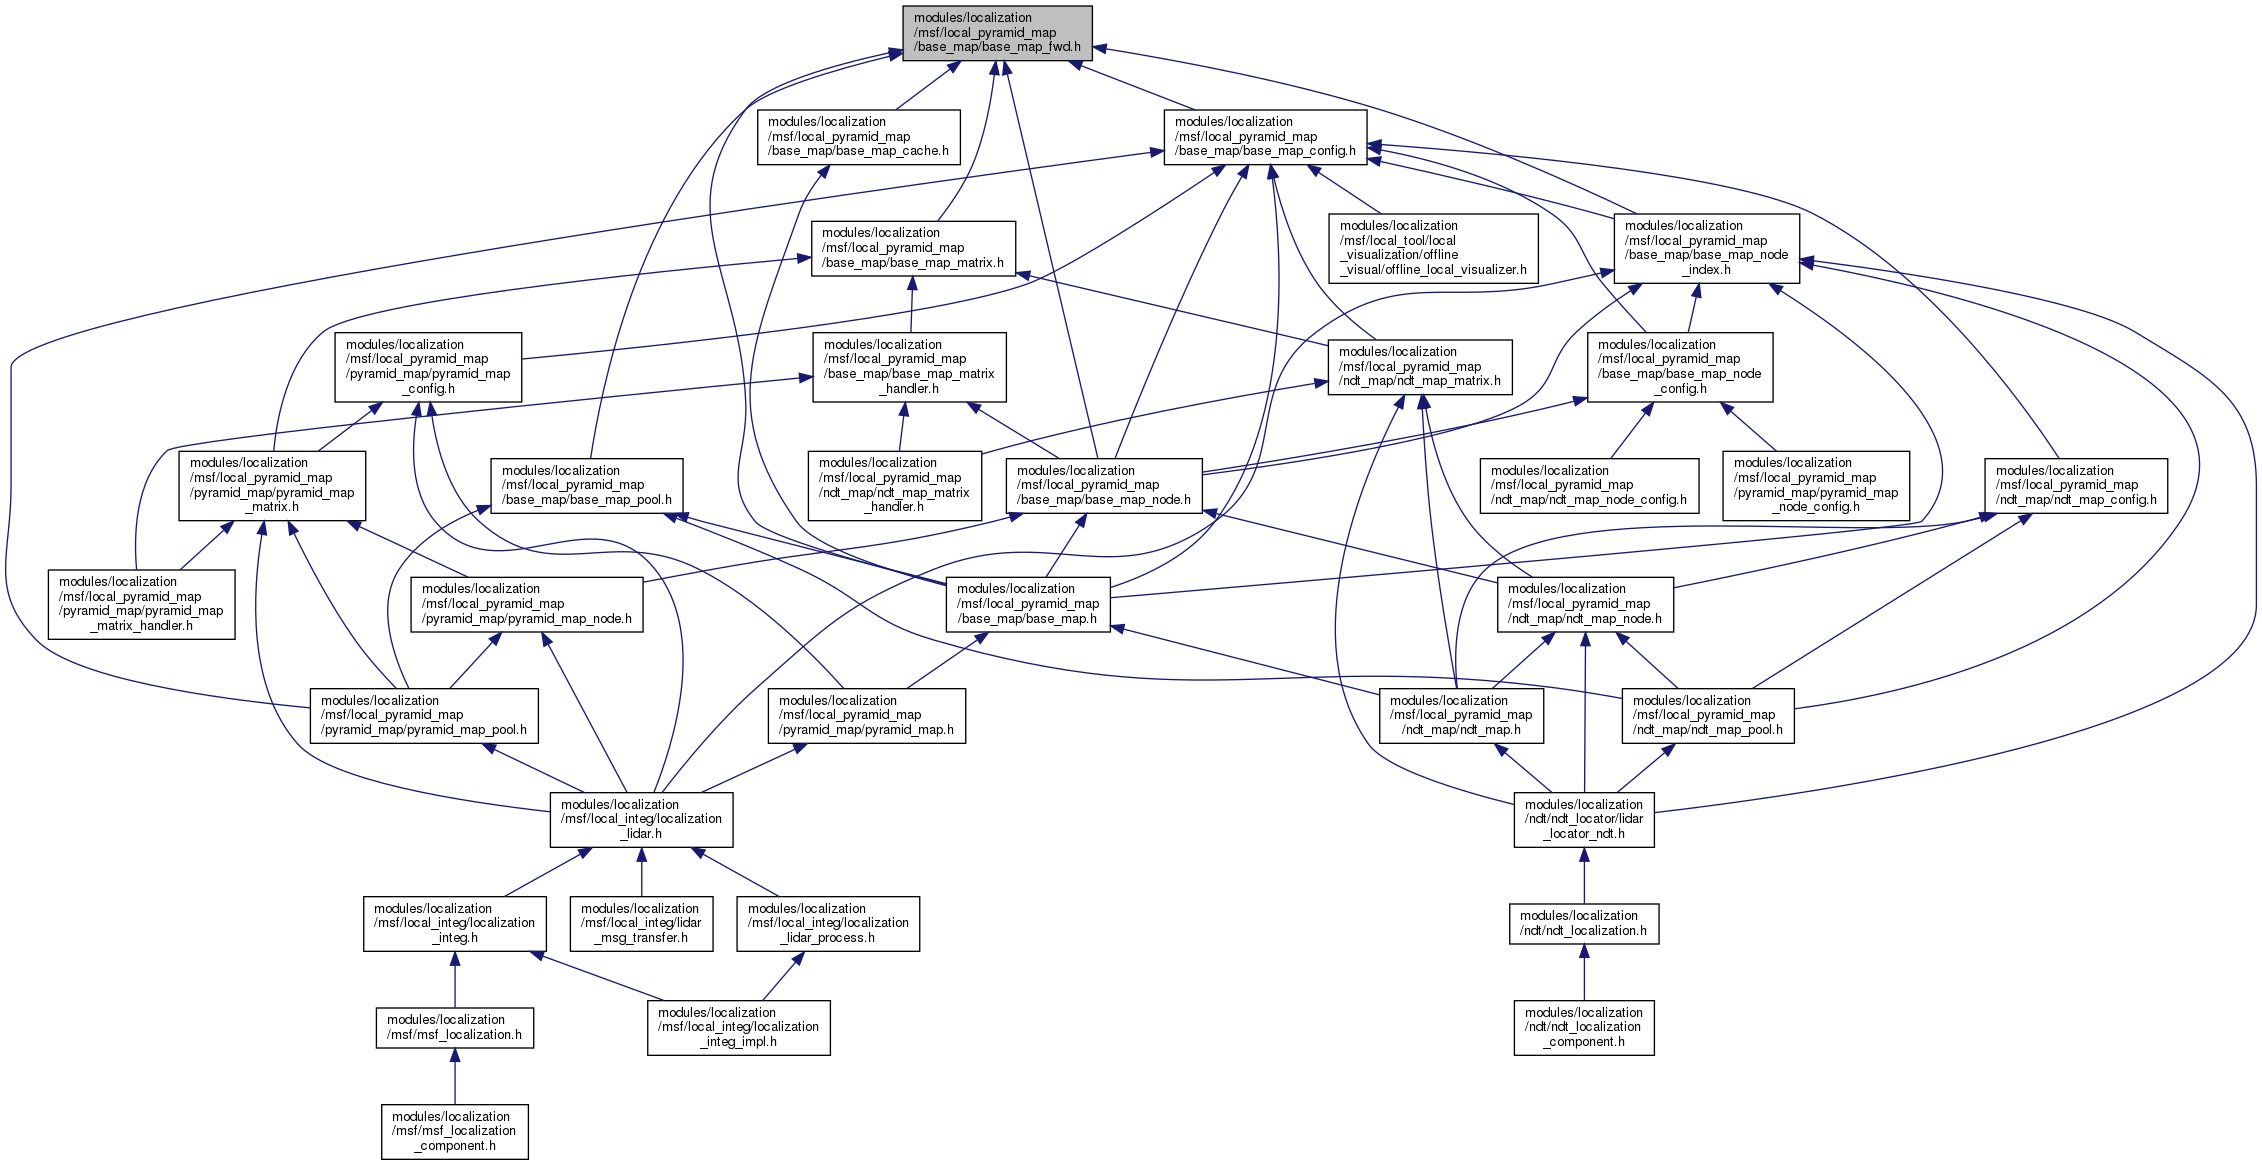 modules/localization
/msf/local_pyramid_map
/base_map/base_map_fwd.h
modules/localization
/msf/local_pyramid_map
/base_map/base_map_cache.h
modules/localization
/msf/local_pyramid_map
/base_map/base_map_config.h
modules/localization
/msf/local_pyramid_map
/base_map/base_map_matrix.h
modules/localization
/msf/local_tool/local
_visualization/offline
_visual/offline_local_visualizer.h
modules/localization
/msf/local_pyramid_map
/base_map/base_map_node
_index.h
modules/localization
/msf/local_pyramid_map
/pyramid_map/pyramid_map
_config.h
modules/localization
/msf/local_pyramid_map
/base_map/base_map_matrix
_handler.h
modules/localization
/msf/local_pyramid_map
/ndt_map/ndt_map_matrix.h
modules/localization
/msf/local_pyramid_map
/base_map/base_map_node
_config.h
modules/localization
/msf/local_pyramid_map
/pyramid_map/pyramid_map
_matrix.h
modules/localization
/msf/local_pyramid_map
/base_map/base_map_pool.h
modules/localization
/msf/local_pyramid_map
/ndt_map/ndt_map_matrix
_handler.h
modules/localization
/msf/local_pyramid_map
/base_map/base_map_node.h
modules/localization
/msf/local_pyramid_map
/ndt_map/ndt_map_node_config.h
modules/localization
/msf/local_pyramid_map
/pyramid_map/pyramid_map
_node_config.h
modules/localization
/msf/local_pyramid_map
/ndt_map/ndt_map_config.h
modules/localization
/msf/local_pyramid_map
/pyramid_map/pyramid_map
_matrix_handler.h
modules/localization
/msf/local_pyramid_map
/pyramid_map/pyramid_map_node.h
modules/localization
/msf/local_pyramid_map
/base_map/base_map.h
modules/localization
/msf/local_pyramid_map
/ndt_map/ndt_map_node.h
modules/localization
/msf/local_pyramid_map
/pyramid_map/pyramid_map_pool.h
modules/localization
/msf/local_pyramid_map
/pyramid_map/pyramid_map.h
modules/localization
/msf/local_pyramid_map
/ndt_map/ndt_map.h
modules/localization
/msf/local_pyramid_map
/ndt_map/ndt_map_pool.h
modules/localization
/msf/local_integ/localization
_lidar.h
modules/localization
/ndt/ndt_locator/lidar
_locator_ndt.h
modules/localization
/msf/local_integ/localization
_integ.h
modules/localization
/msf/local_integ/lidar
_msg_transfer.h
modules/localization
/msf/local_integ/localization
_lidar_process.h
modules/localization
/ndt/ndt_localization.h
modules/localization
/msf/msf_localization.h
modules/localization
/msf/local_integ/localization
_integ_impl.h
modules/localization
/ndt/ndt_localization
_component.h
modules/localization
/msf/msf_localization
_component.h